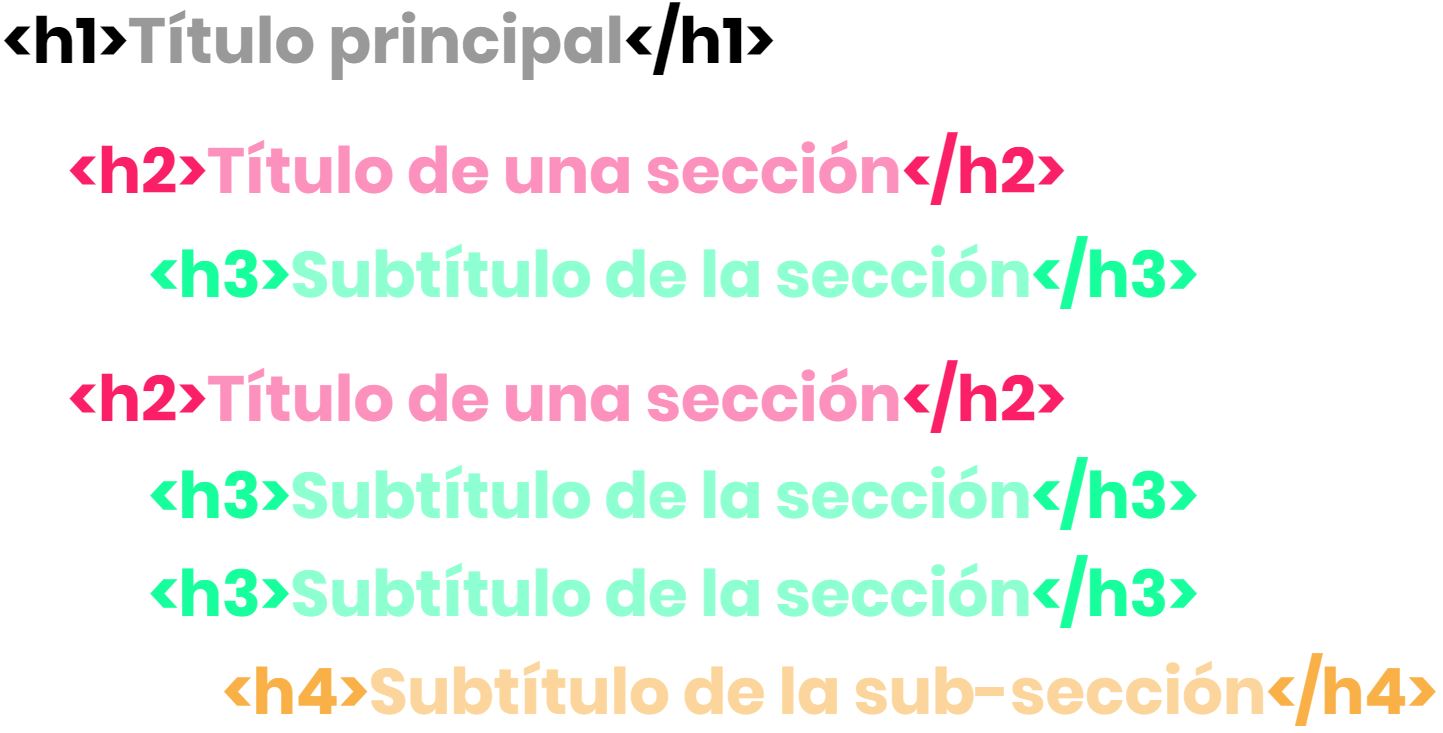 <h1>Título principal</h1>
<h2>Título de una sección</h2>
<h3>Subtítulo de la sección</h3>
<h2>Título de una sección</h2>
<h3>Subtítulo de la sección</h3>
<h3>Subtítulo de la sección</h3>
<h4>Subtítulo de la sub-sección</h4>